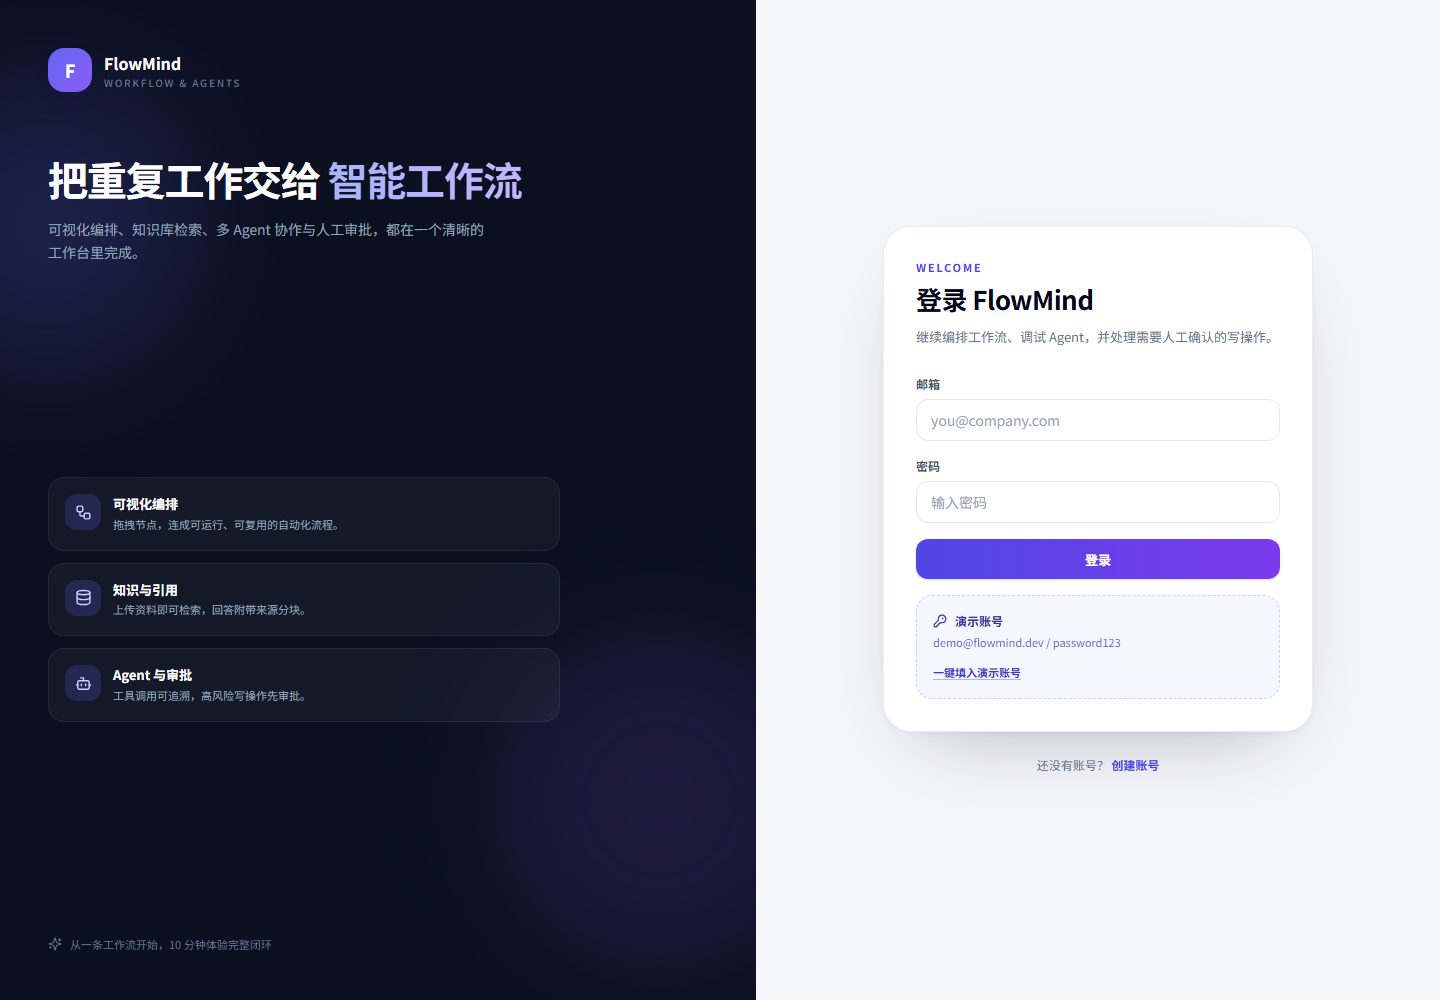 F
FlowMind
WORKFLOW & AGENTS
把重复工作交给 智能工作流
可视化编排、知识库检索、多 Agent 协作与人工审批，都在一个清晰的
工作台里完成。
可视化编排
拖拽节点，连成可运行、可复用的自动化流程。
知识与引用
上传资料即可检索，回答附带来源分块。
Agent 与审批
工具调用可追溯，高风险写操作先审批。
从一条工作流开始，10 分钟体验完整闭环
WELCOME
登录 FlowMind
继续编排工作流、调试 Agent，并处理需要人工确认的写操作。
邮箱
you@company.com
密码
输入密码
登录
演示账号
demo@flowmind.dev / password123
一键填入演示账号
还没有账号？ 创建账号